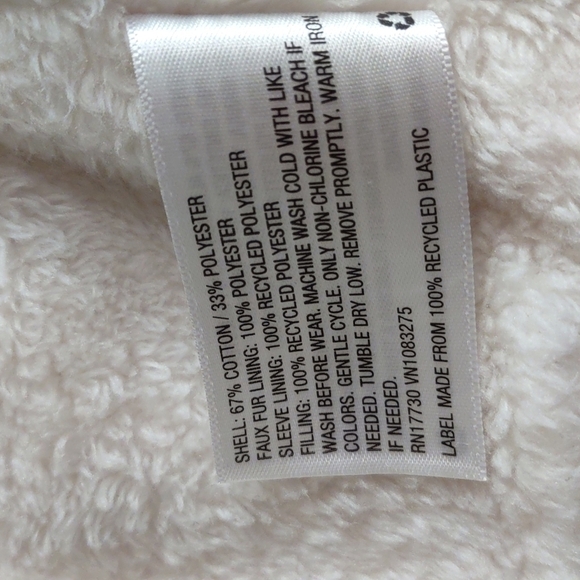 SHELL: 67% COTTON / 33% POLYESTER
FAUX FUR LINING: 100% POLYESTER
SLEEVE LINING: 100% RECYCLED POLYESTER
FILLING: 100% RECYCLED POLYESTER
WASH BEFORE WEAR. MACHINE WASH COLD WITH LIKE
COLORS. GENTLE CYCLE. ONLY NON-CHLORINE BLEACH IF
NEEDED. TUMBLE DRY LOW. REMOVE PROMPTLY. WARM IRON
IF NEEDED.
RN17730 VN1083275
LABEL MADE FROM 100% RECYCLED PLASTIC